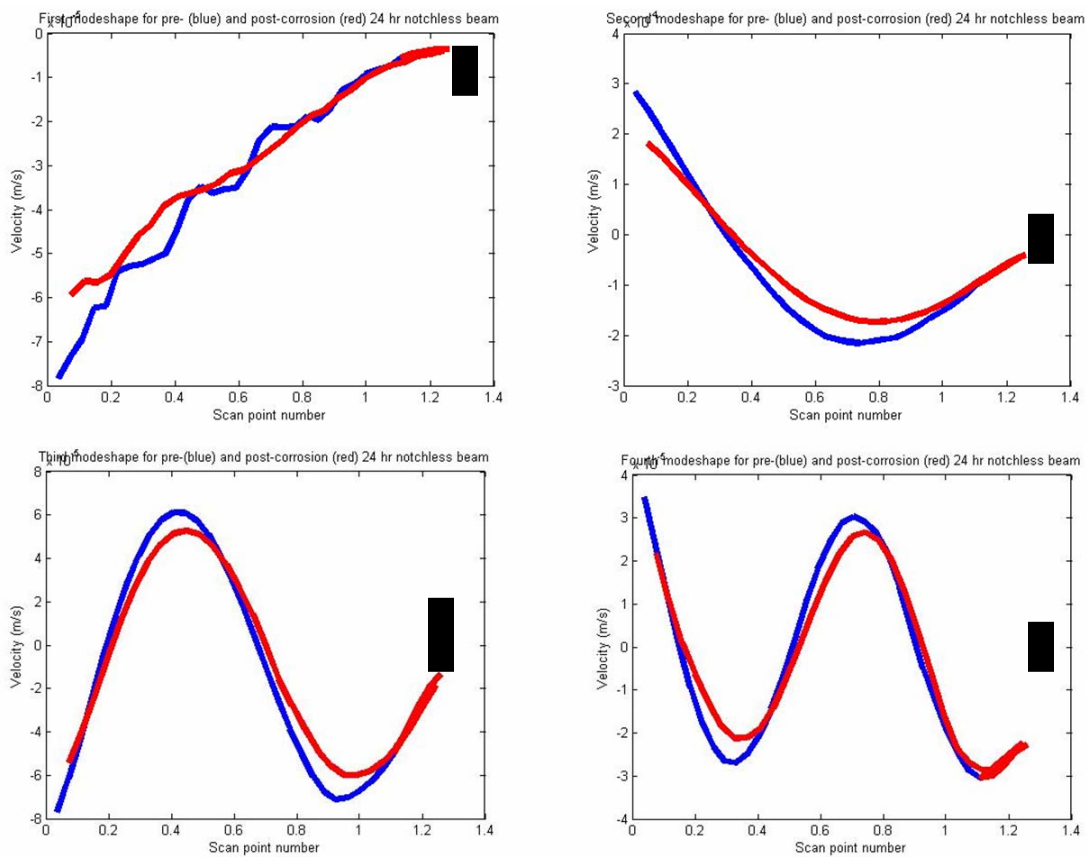 First modeshape for pre- (blue) and post-corrosion (red) 24 hr notchless beam
x 10^-5
0
-1
-2
-3
-4
-5
-6
-7
-8
Velocity (m/s)
0 0.2 0.4 0.6 0.8 1 1.2 1.4
Scan point number
Second modeshape for pre- (blue) and post-corrosion (red) 24 hr notchless beam
x 10^-4
4
3
2
1
0
-1
-2
-3
Velocity (m/s)
0 0.2 0.4 0.6 0.8 1 1.2 1.4
Scan point number
Third modeshape for pre-(blue) and post-corrosion (red) 24 hr notchless beam
x 10^-5
8
6
4
2
0
-2
-4
-6
-8
Velocity (m/s)
0 0.2 0.4 0.6 0.8 1 1.2 1.4
Scan point number
Fourth modeshape for pre-(blue) and post-corrosion (red) 24 hr notchless beam
x 10^-5
4
3
2
1
0
-1
-2
-3
-4
Velocity (m/s)
0 0.2 0.4 0.6 0.8 1 1.2 1.4
Scan point number